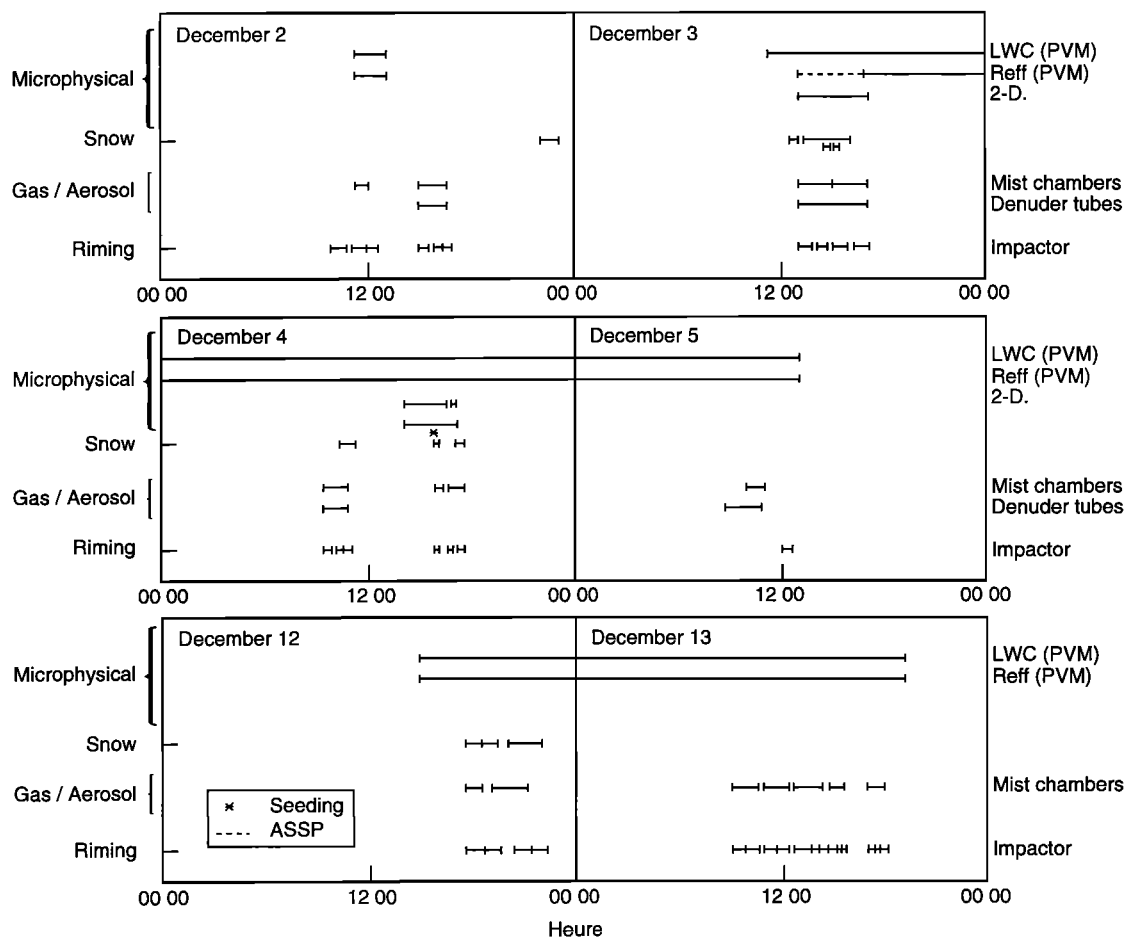 December 2
December 3
LWC (PVM)
Microphysical
Reff (PVM)
2-D.
Snow
Gas / Aerosol
Mist chambers
Denuder tubes
Riming
Impactor
00 00
12 00
00 00
12 00
00 00
December 4
December 5
LWC (PVM)
Microphysical
Reff (PVM)
2-D.
Snow
Gas / Aerosol
Mist chambers
Denuder tubes
Riming
Impactor
00 00
12 00
00 00
12 00
00 00
December 12
December 13
LWC (PVM)
Microphysical
Reff (PVM)
Snow
Gas / Aerosol
Mist chambers
Seeding
ASSP
Riming
Impactor
00 00
12 00
00 00
12 00
00 00
Heure